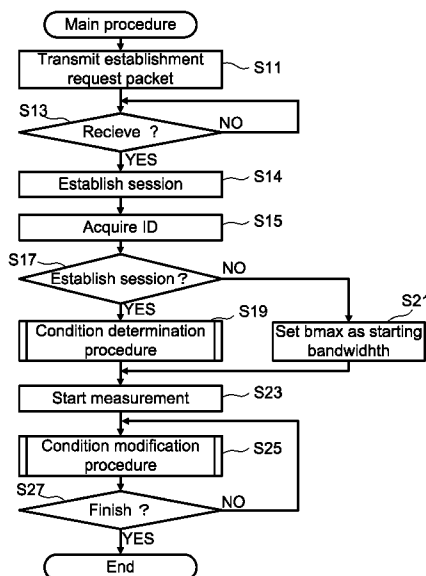 Main procedure
Transmit establishment
request packet
S11
S13
Recieve ?
NO
YES
Establish session
S14
Acquire ID
S15
S17
Establish session ?
NO
YES
S19
Condition determination
procedure
S21
Set bmax as starting
bandwidhth
Start measurement
S23
Condition modification
procedure
S25
S27
Finish ?
NO
YES
End